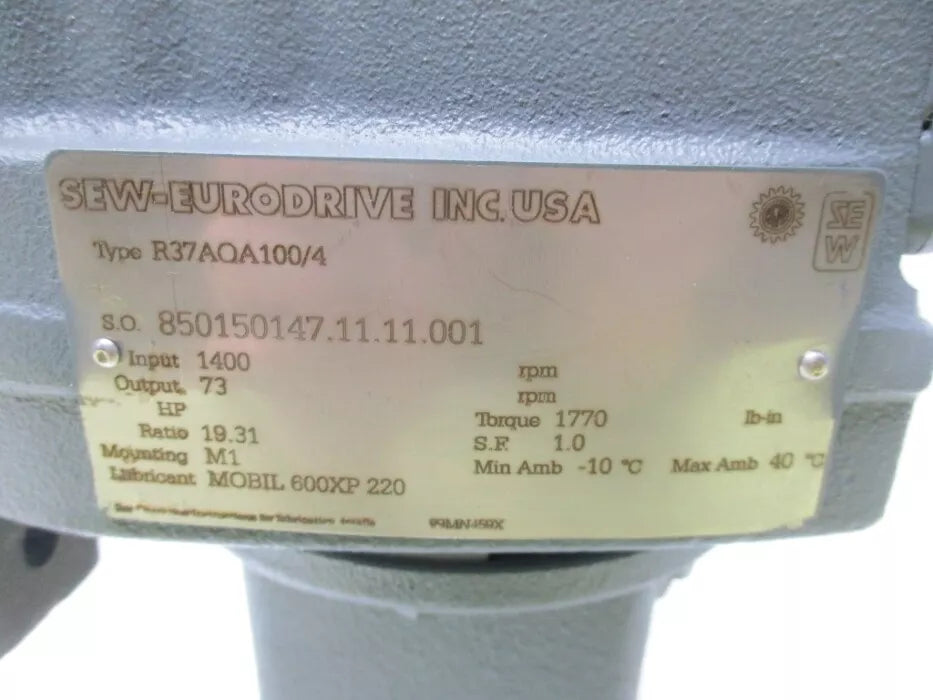 SEW-EURODRIVE INC. USA
SEW
Type R37AQA100/4
S.O. 850150147.11.11.001
Input 1400 rpm
Output 73 rpm
HP Torque 1770 lb-in
Ratio 19.31 S.F. 1.0
Mounting M1 Min Amb -10 °C Max Amb 40 °C
Lubricant MOBIL 600XP 220
for lubrication